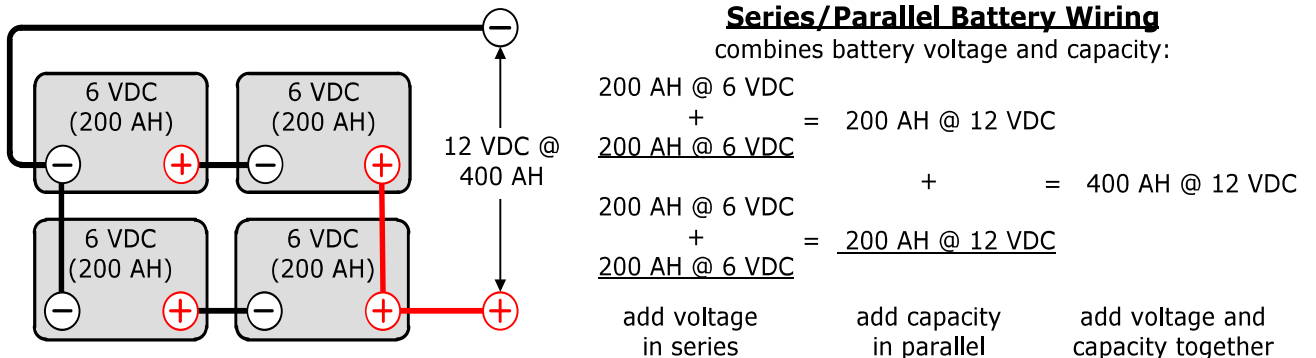 6 VDC
(200 AH)
6 VDC
(200 AH)
6 VDC
(200 AH)
6 VDC
(200 AH)
12 VDC @
400 AH
Series/Parallel Battery Wiring
combines battery voltage and capacity:
200 AH @ 6 VDC
+ = 200 AH @ 12 VDC
200 AH @ 6 VDC
+ = 400 AH @ 12 VDC
200 AH @ 6 VDC
+ = 200 AH @ 12 VDC
200 AH @ 6 VDC
add voltage
in series
add capacity
in parallel
add voltage and
capacity together